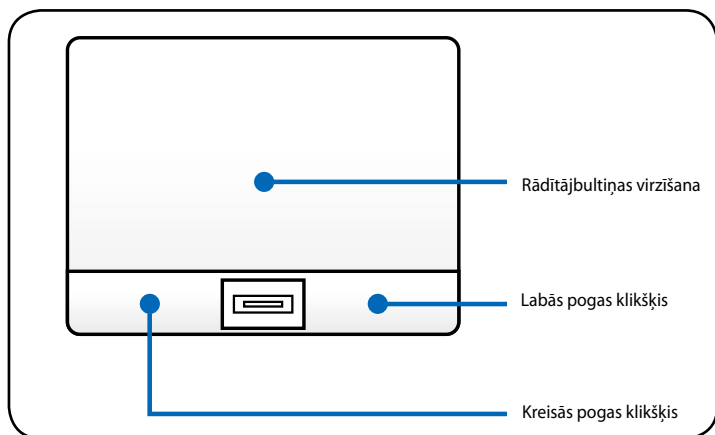 Rādītājbultiņas virzīšana
Labās pogas klikšķis
Kreisās pogas klikšķis